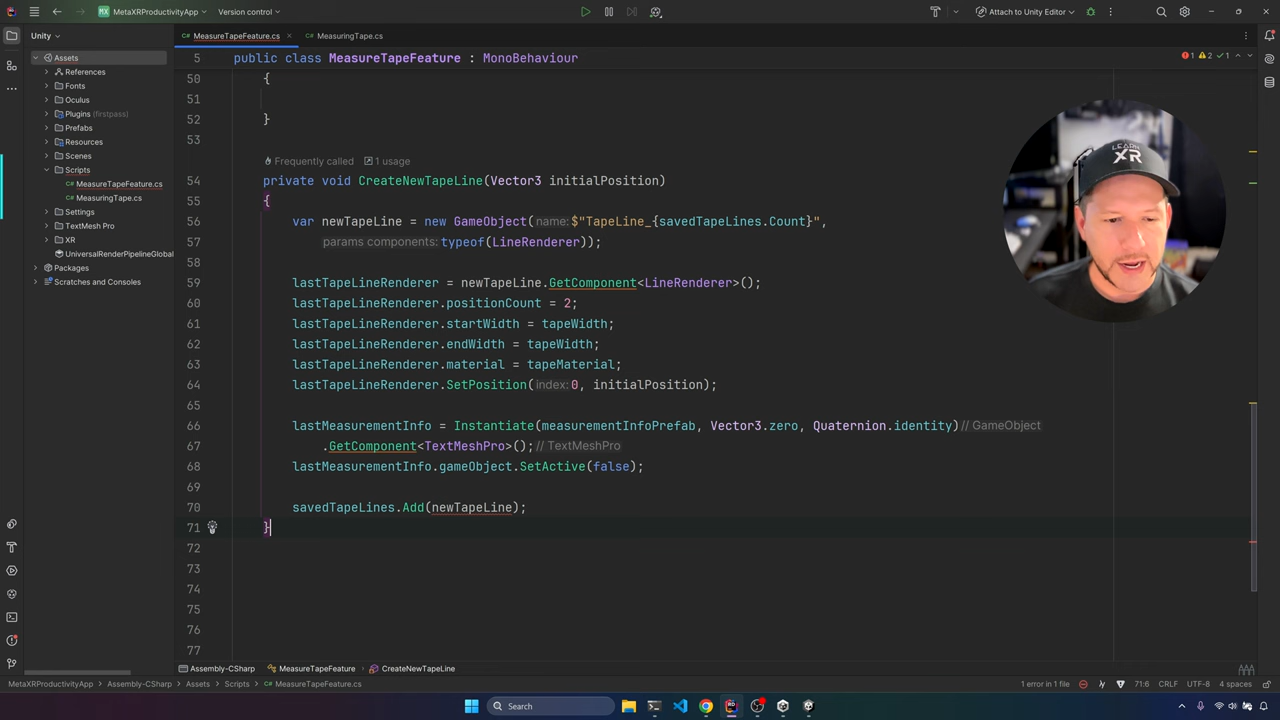 MetaXRProductivityApp Version control Attach to Unity Editor
Unity MeasureTapeFeature.cs MeasuringTape.cs
5 public class MeasureTapeFeature : MonoBehaviour 1 2 1
Assets
References
Fonts
Oculus
Plugins (firstpass)
Prefabs
Resources
Scenes
Scripts
MeasureTapeFeature.cs
MeasuringTape.cs
Settings
TextMesh Pro
XR
UniversalRenderPipelineGlobal
Packages
Scratches and Consoles
50 {
51
52 }
53
Frequently called 1 usage
54 private void CreateNewTapeLine(Vector3 initialPosition)
55 {
56 var newTapeLine = new GameObject(name:$"TapeLine_{savedTapeLines.Count}",
57 params components:typeof(LineRenderer));
58
59 lastTapeLineRenderer = newTapeLine.GetComponent<LineRenderer>();
60 lastTapeLineRenderer.positionCount = 2;
61 lastTapeLineRenderer.startWidth = tapeWidth;
62 lastTapeLineRenderer.endWidth = tapeWidth;
63 lastTapeLineRenderer.material = tapeMaterial;
64 lastTapeLineRenderer.SetPosition(index:0, initialPosition);
65
66 lastMeasurementInfo = Instantiate(measurementInfoPrefab, Vector3.zero, Quaternion.identity)// GameObject
67 .GetComponent<TextMeshPro>();// TextMeshPro
68 lastMeasurementInfo.gameObject.SetActive(false);
69
70 savedTapeLines.Add(newTapeLine);
71 }
72
73
74
75
76
77
LEARN
XR
Assembly-CSharp MeasureTapeFeature CreateNewTapeLine
MetaXRProductivityApp > Assembly-CSharp > Assets > Scripts > MeasureTapeFeature.cs 1 error in 1 file 71:6 CRLF UTF-8 4 spaces
Search